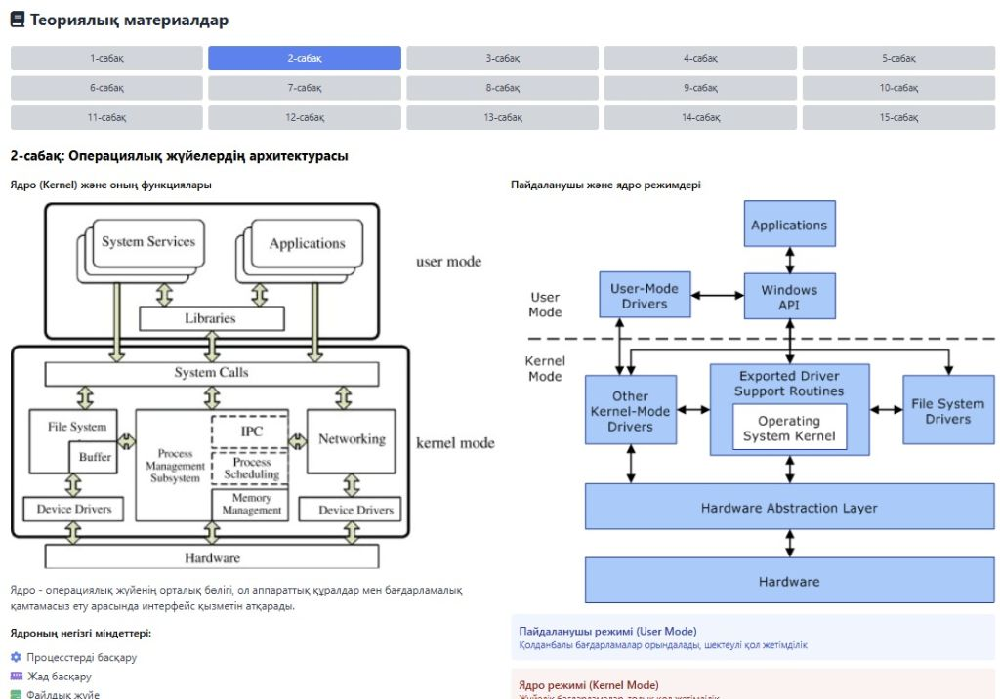 Теориялық материалдар
1-сабақ
2-сабақ
3-сабақ
4-сабақ
5-сабақ
6-сабақ
7-сабақ
8-сабақ
9-сабақ
10-сабақ
11-сабақ
12-сабақ
13-сабақ
14-сабақ
15-сабақ
2-сабақ: Операциялық жүйелердің архитектурасы
Ядро (Kernel) және оның функциялары
System Services
Applications
user mode
Libraries
System Calls
File System
Buffer
Process
Management
Subsystem
IPC
Process
Scheduling
Memory
Management
Networking
kernel mode
Device Drivers
Device Drivers
Hardware
Ядро - операциялық жүйенің орталық бөлігі, ол аппараттық құралдар мен бағдарламалық
қамтамасыз ету арасында интерфейс қызметін атқарады.
Ядроның негізгі міндеттері:
Процесстерді басқару
Жад басқару
Файлдық жүйе
Пайдаланушы және ядро режимдері
Applications
User
Mode
User-Mode
Drivers
Windows
API
Kernel
Mode
Other
Kernel-Mode
Drivers
Exported Driver
Support Routines
Operating
System Kernel
File System
Drivers
Hardware Abstraction Layer
Hardware
Пайдаланушы режимі (User Mode)
Қолданбалы бағдарламалар орындалады, шектеулі қол жетімділік
Ядро режимі (Kernel Mode)
Жүйелік бағдарламалар, толық қол жетімділік